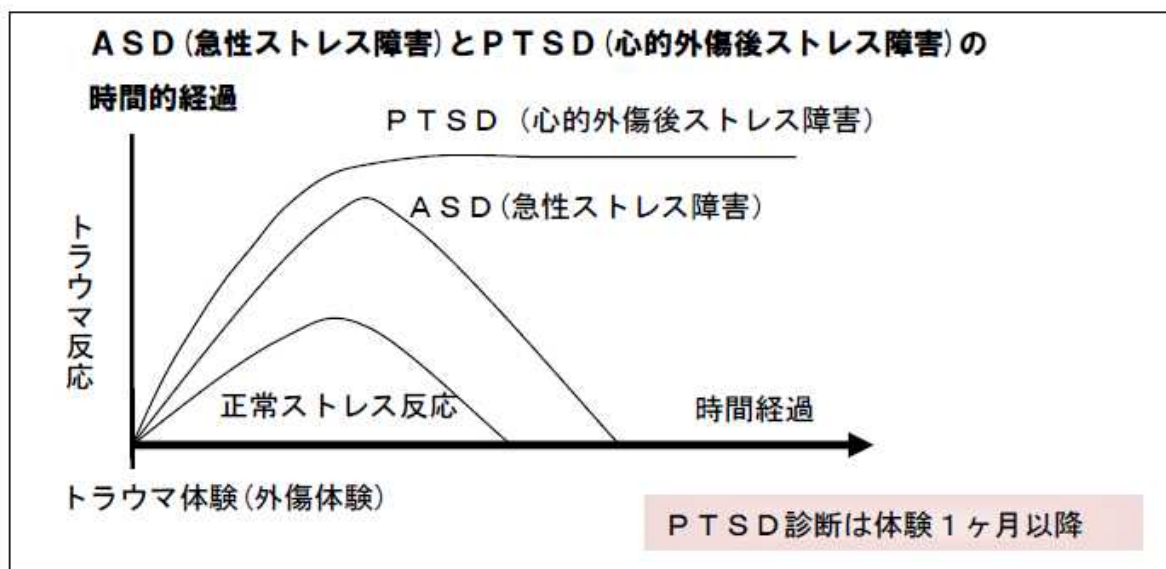 ＡＳＤ(急性ストレス障害)とＰＴＳＤ(心的外傷後ストレス障害)の
時間的経過
ＰＴＳＤ（心的外傷後ストレス障害）
ＡＳＤ(急性ストレス障害)
トラウマ反応
正常ストレス反応
時間経過
トラウマ体験(外傷体験)
ＰＴＳＤ診断は体験１ヶ月以降